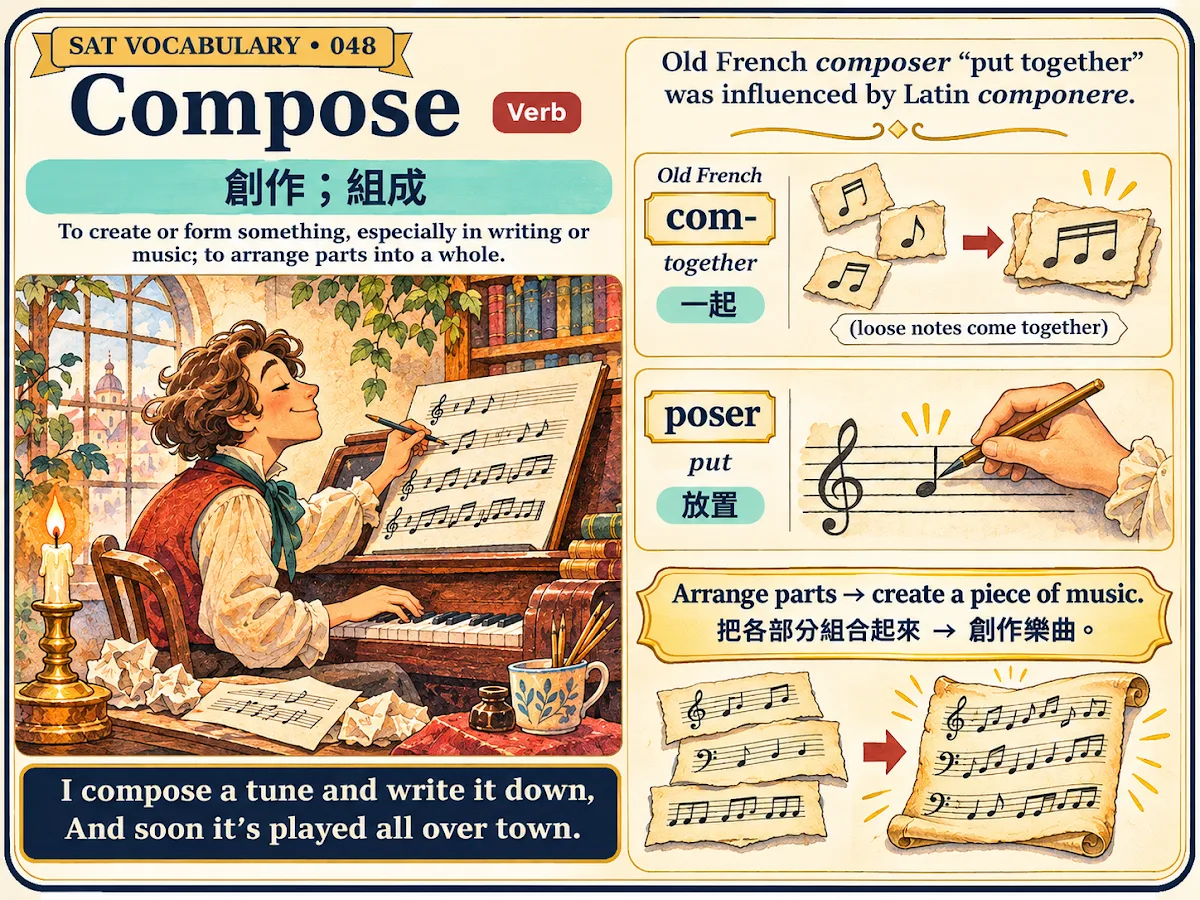 SAT VOCABULARY • 048
Compose
Verb
創作；組成
To create or form something, especially in writing or
music; to arrange parts into a whole.
I compose a tune and write it down,
And soon it’s played all over town.
Old French composer “put together”
was influenced by Latin componere.
Old French
com-
together
一起
(loose notes come together)
poser
put
放置
Arrange parts → create a piece of music.
把各部分組合起來 → 創作樂曲。